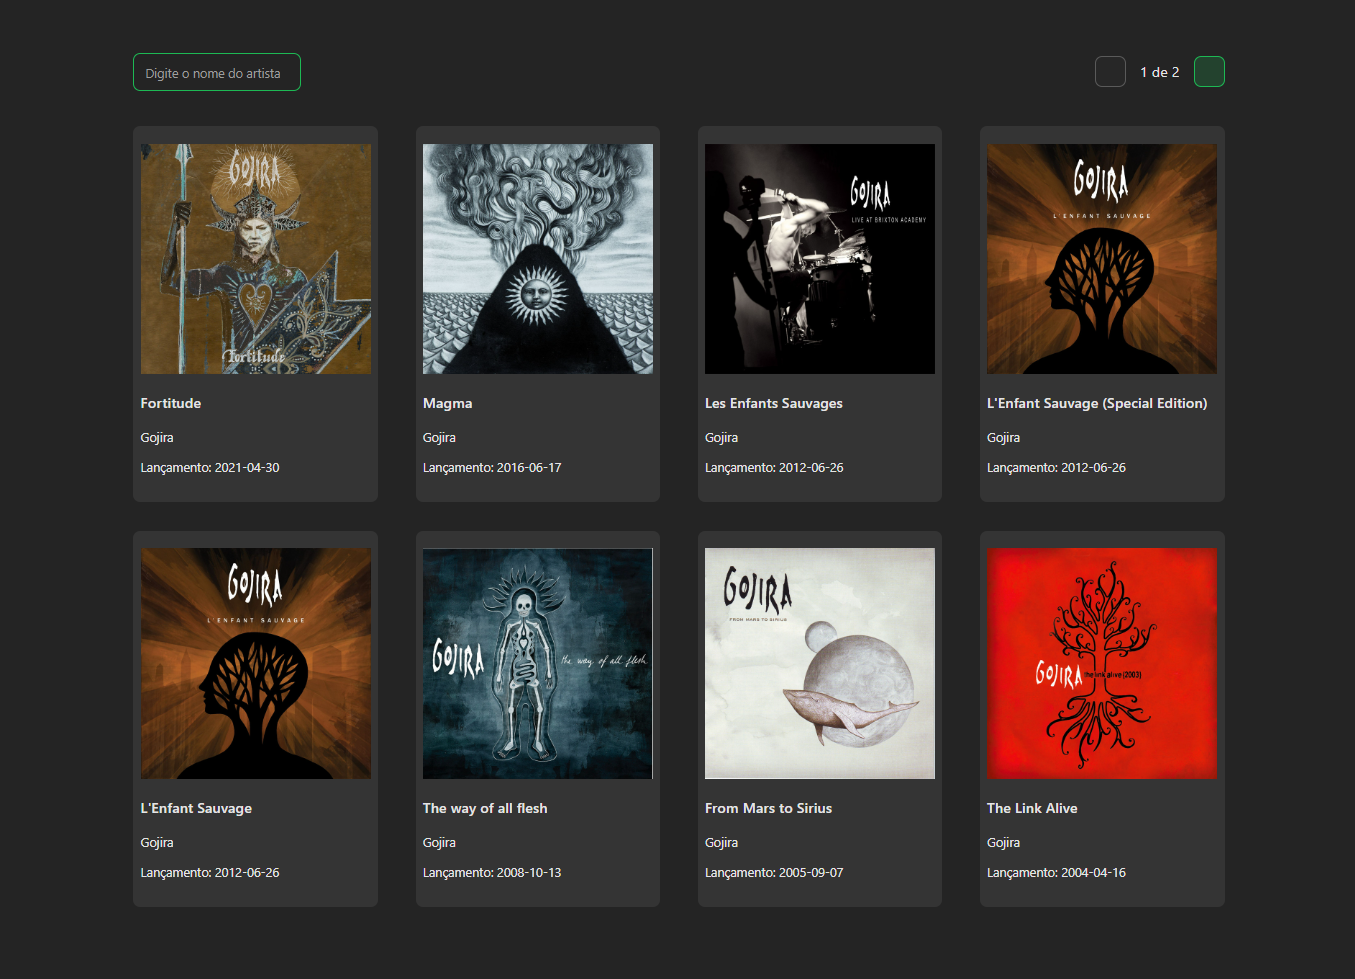 Digite o nome do artista
1 de 2
GOJIRA
Fortitude
GOJIRA
LIVE AT BRIXTON ACADEMY
GOJIRA
L'ENFANT SAUVAGE
Fortitude
Magma
Les Enfants Sauvages
L'Enfant Sauvage (Special Edition)
Gojira
Gojira
Gojira
Gojira
Lançamento: 2021-04-30
Lançamento: 2016-06-17
Lançamento: 2012-06-26
Lançamento: 2012-06-26
GOJIRA
L'ENFANT SAUVAGE
GOJIRA
the way of all flesh
GOJIRA
FROM MARS TO SIRIUS
GOJIRA
the link alive (2003)
L'Enfant Sauvage
The way of all flesh
From Mars to Sirius
The Link Alive
Gojira
Gojira
Gojira
Gojira
Lançamento: 2012-06-26
Lançamento: 2008-10-13
Lançamento: 2005-09-07
Lançamento: 2004-04-16